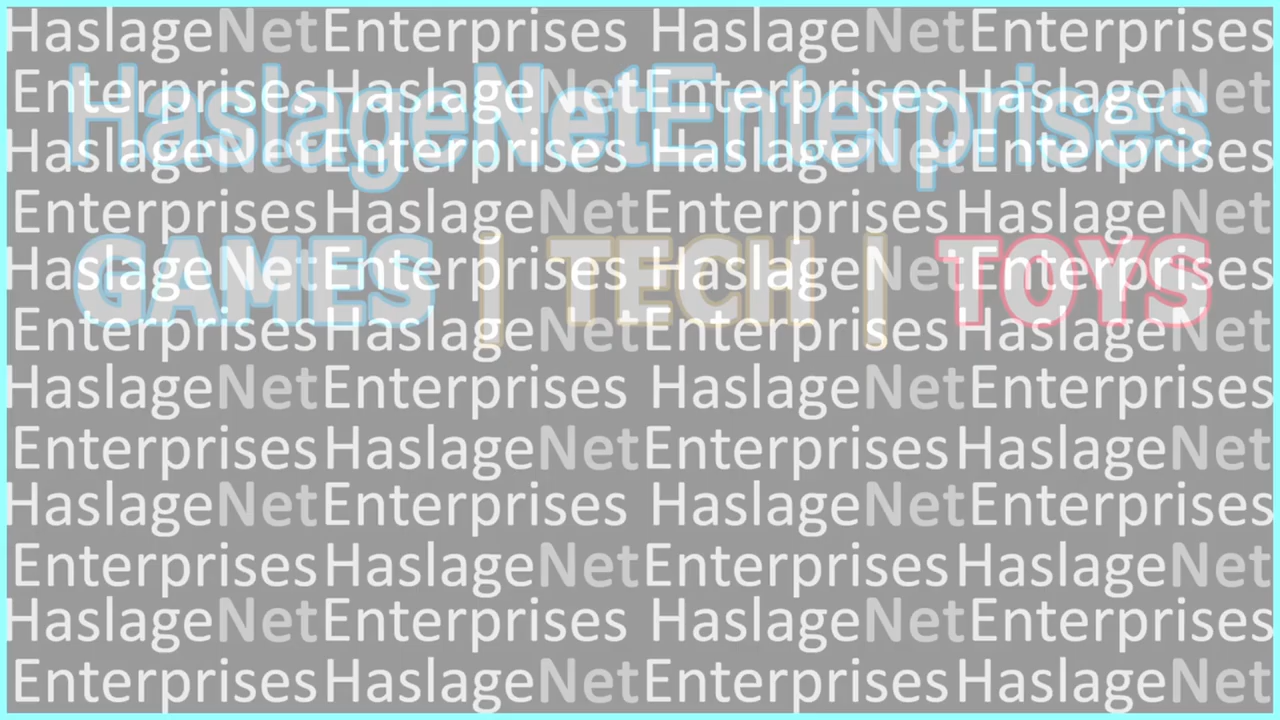 HaslageNetEnterprises HaslageNetEnterprises
EnterprisesHaslageNetEnterprisesHaslageNet
HaslageNetEnterprises
HaslageNetEnterprises HaslageNetEnterprises
EnterprisesHaslageNetEnterprisesHaslageNet
HaslageNetEnterprises HaslageNetEnterprises
GAMES | TECH | TOYS
EnterprisesHaslageNetEnterprisesHaslageNet
HaslageNetEnterprises HaslageNetEnterprises
EnterprisesHaslageNetEnterprisesHaslageNet
HaslageNetEnterprises HaslageNetEnterprises
EnterprisesHaslageNetEnterprisesHaslageNet
HaslageNetEnterprises HaslageNetEnterprises
EnterprisesHaslageNetEnterprisesHaslageNet